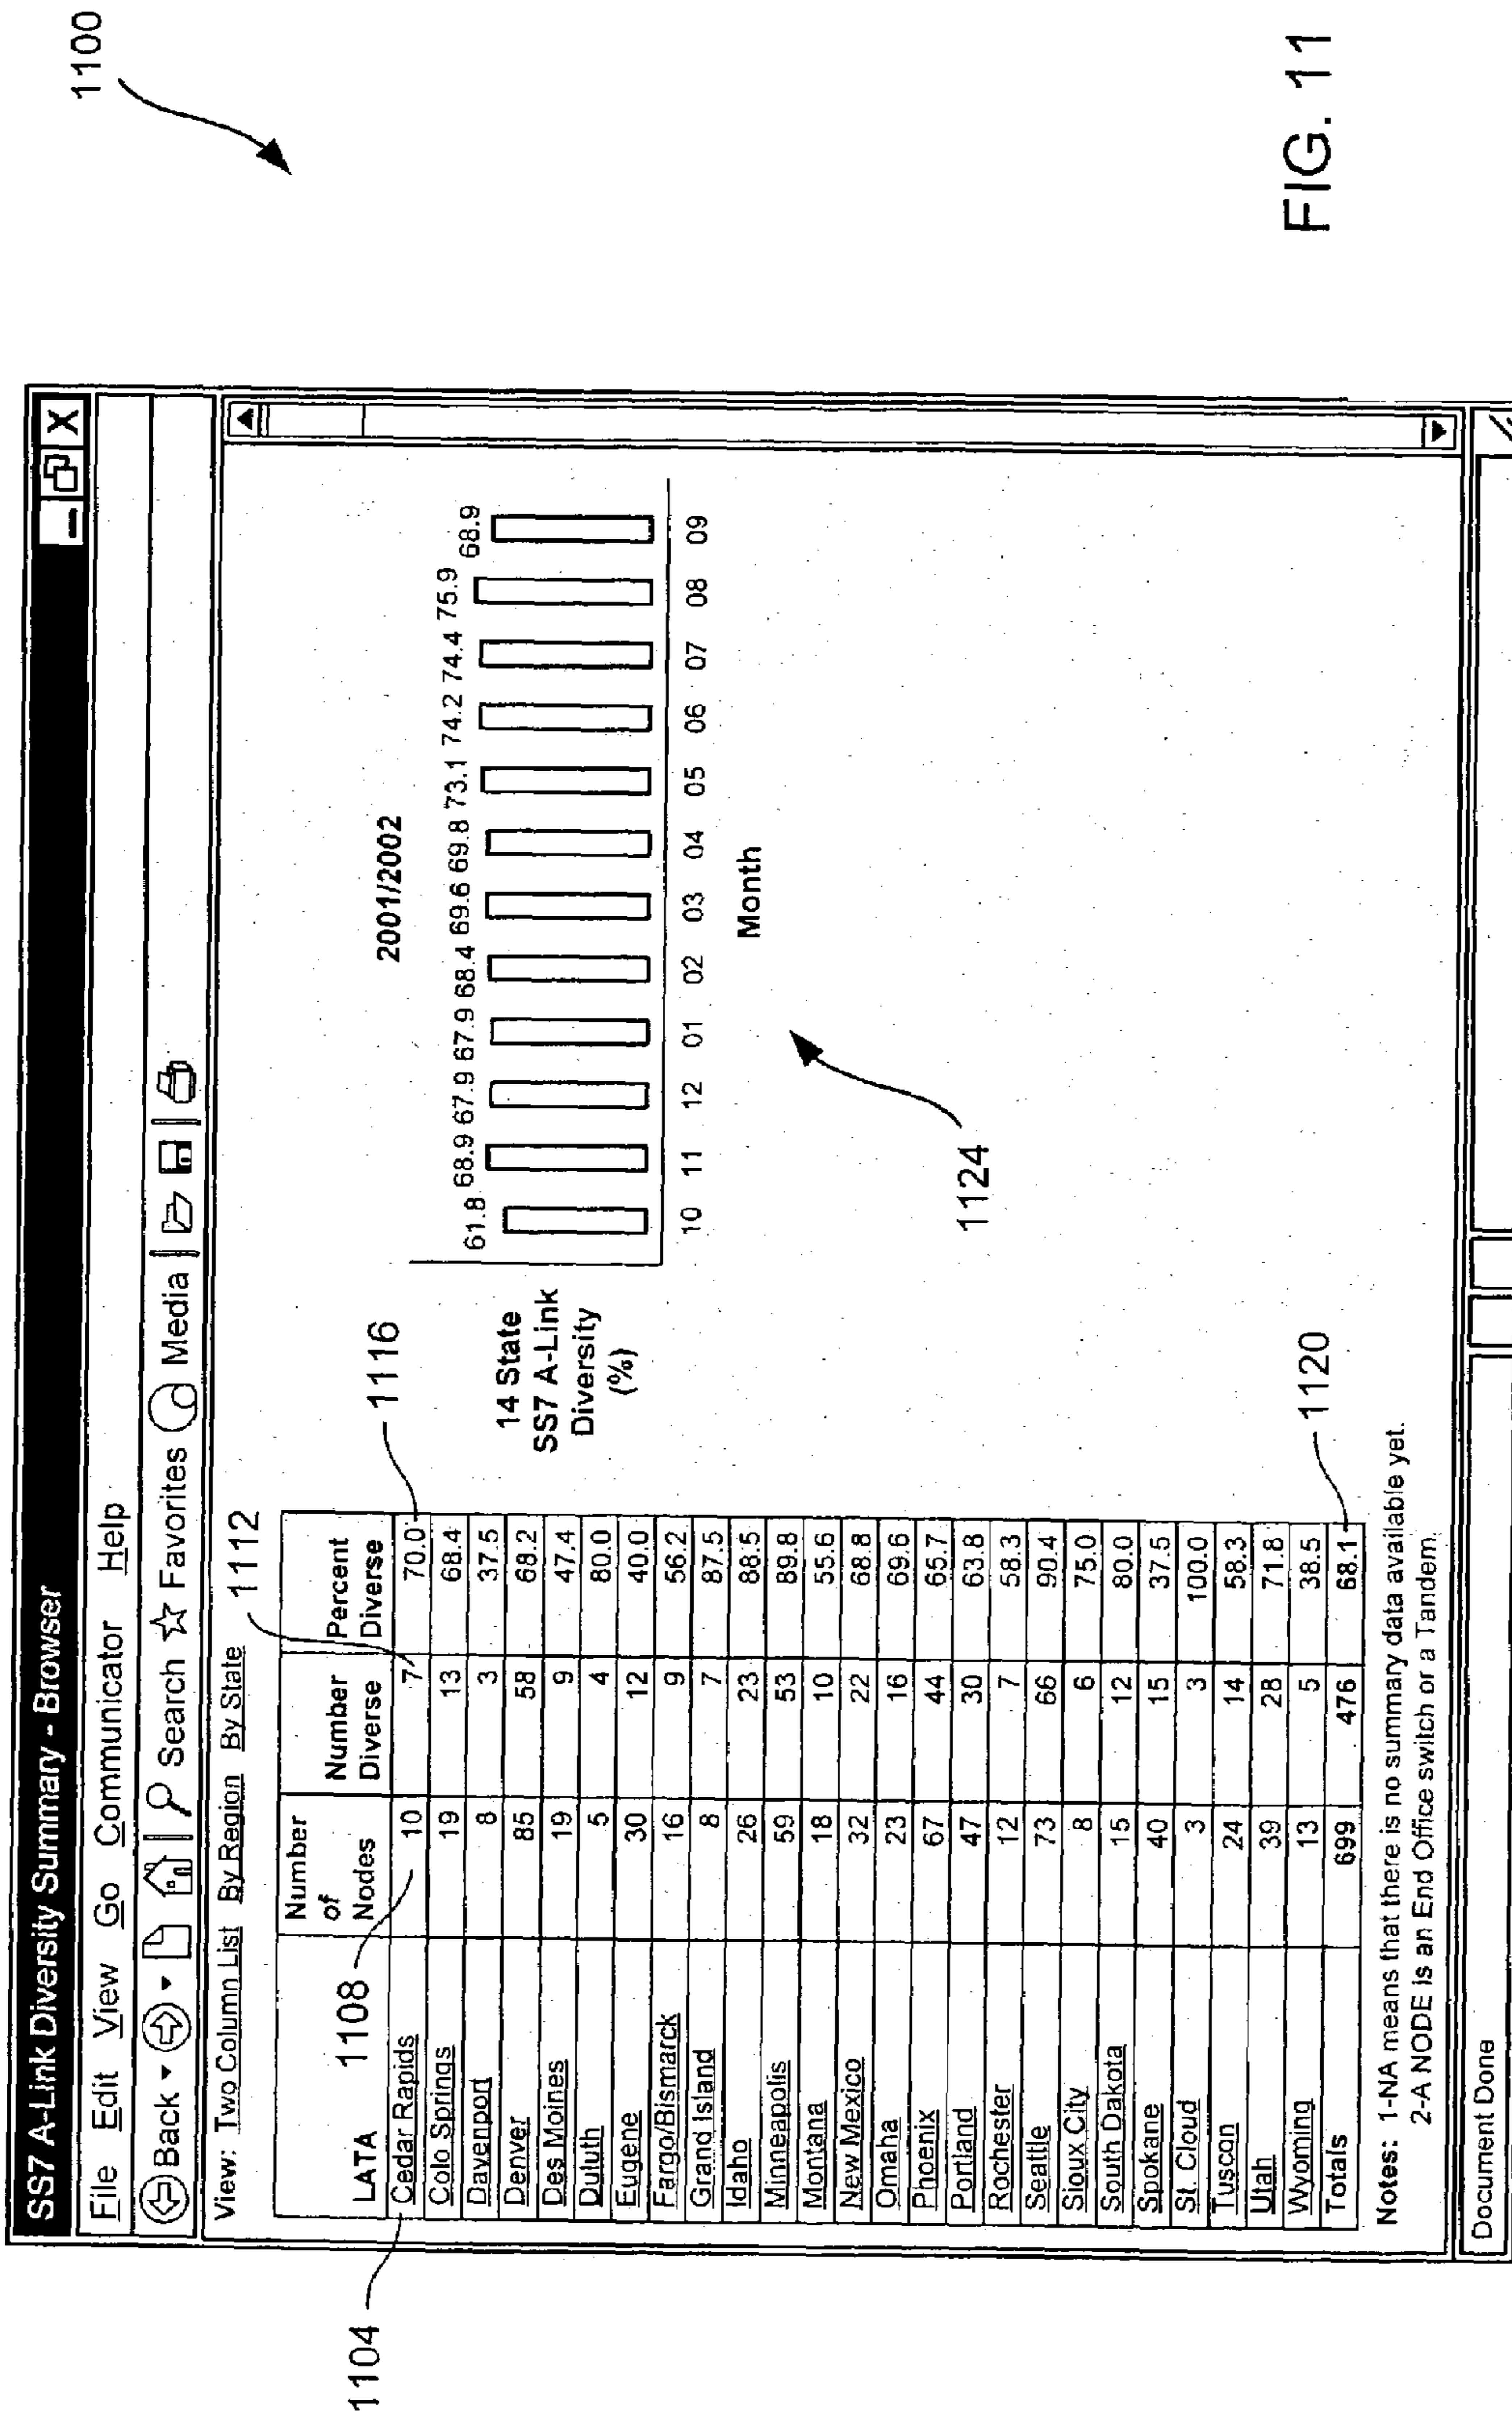 1100
SS7 A-Link Diversity Summary - Browser
File Edit View Go Communicator Help
Back Search Favorites Media
View: Two Column List By Region By State
1112
LATA Number of Nodes Number Diverse Percent Diverse
1104
1108
1116
Cedar Rapids 10 7 70.0
Colo Springs 19 13 68.4
Davenport 8 3 37.5
Denver 85 58 68.2
Des Moines 19 9 47.4
Duluth 5 4 80.0
Eugene 30 12 40.0
Fargo/Bismarck 16 9 56.2
Grand Island 8 7 87.5
Idaho 26 23 88.5
Minneapolis 59 53 89.8
Montana 18 10 55.6
New Mexico 32 22 68.8
Omaha 23 16 69.6
Phoenix 67 44 65.7
Portland 47 30 63.8
Rochester 12 7 58.3
Seattle 73 66 90.4
Sioux City 8 6 75.0
South Dakota 15 12 80.0
Spokane 40 15 37.5
St. Cloud 3 3 100.0
Tuscon 24 14 58.3
Utah 39 28 71.8
Wyoming 13 5 38.5
Totals 699 476 68.1
1120
Notes: 1-NA means that there is no summary data available yet.
2-A NODE is an End Office switch or a Tandem.
2001/2002
14 State
SS7 A-Link
Diversity
(%)
61.8 68.9 67.9 67.9 68.4 69.6 69.8 73.1 74.2 74.4 75.9 68.9
10 11 12 01 02 03 04 05 06 07 08 09
Month
1124
Document Done
FIG. 11